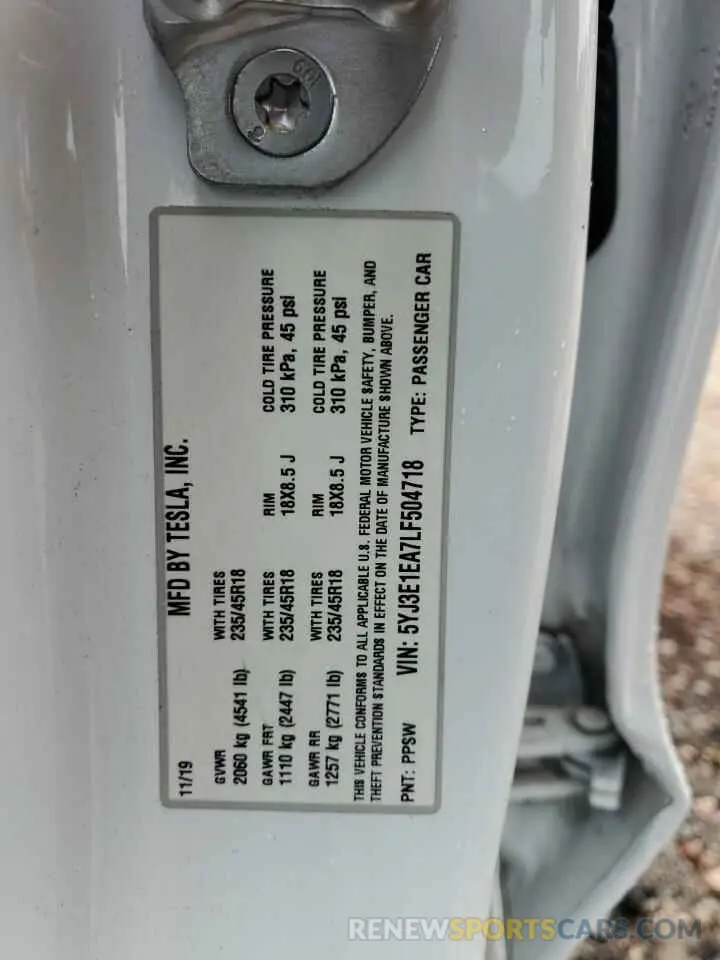 MFD BY TESLA, INC.
11/19
GVWR WITH TIRES
2060 kg (4541 lb) 235/45R18
GAWR FRT WITH TIRES RIM COLD TIRE PRESSURE
1110 kg (2447 lb) 235/45R18 18X8.5 J 310 kPa, 45 psi
GAWR RR WITH TIRES RIM COLD TIRE PRESSURE
1257 kg (2771 lb) 235/45R18 18X8.5 J 310 kPa, 45 psi
THIS VEHICLE CONFORMS TO ALL APPLICABLE U.S. FEDERAL MOTOR VEHICLE SAFETY, BUMPER, AND
THEFT PREVENTION STANDARDS IN EFFECT ON THE DATE OF MANUFACTURE SHOWN ABOVE.
PNT: PPSW VIN: 5YJ3E1EA7LF504718 TYPE: PASSENGER CAR
RENEWSPORTSCARS.COM